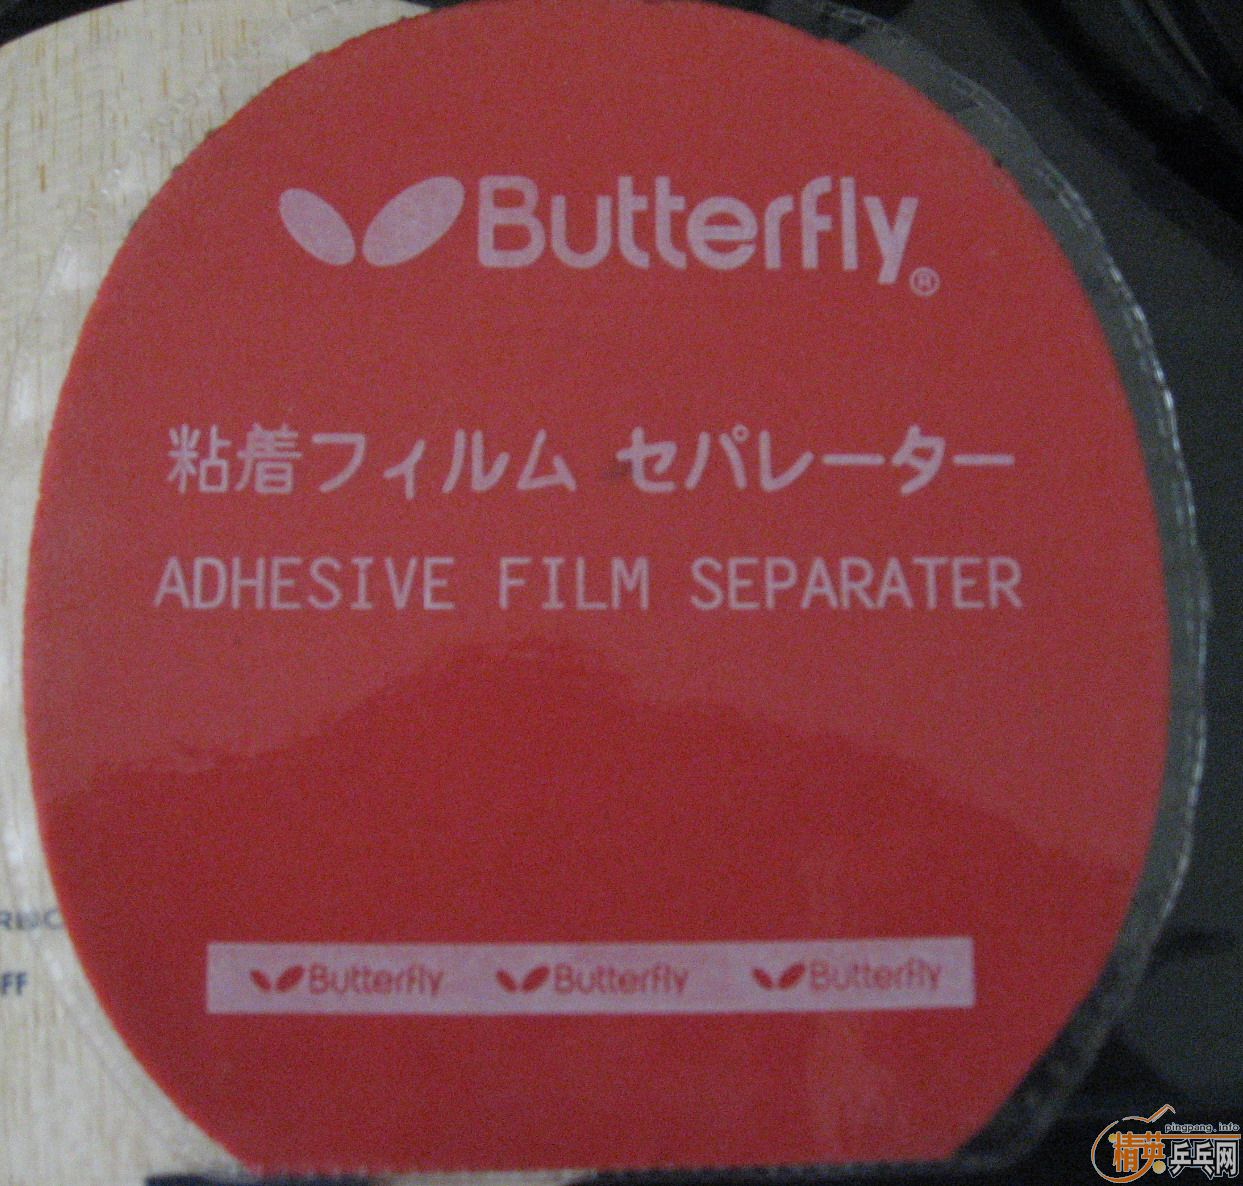 Butterfly®
粘着フィルム セパレーター
ADHESIVE FILM SEPARATER
FF
Butterfly Butterfly Butterfly
pingpang.info
精英乒乓网